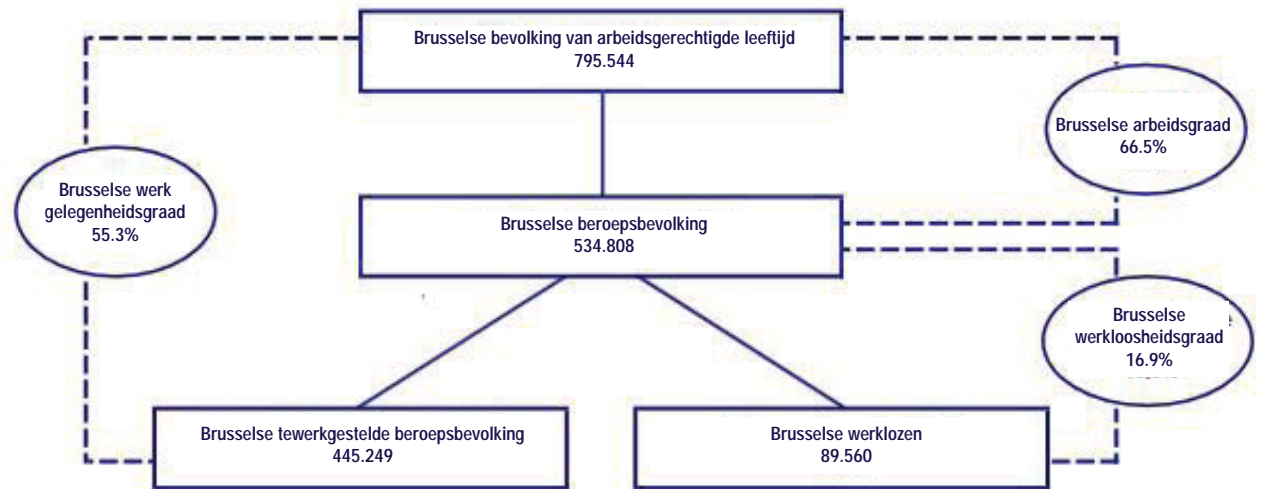 Brusselse bevolking van arbeidsgerechtigde leeftijd
795.544
Brusselse arbeidsgraad
66.5%
Brusselse werk
gelegenheidsgraad
55.3%
Brusselse beroepsbevolking
534.808
Brusselse
werkloosheidsgraad
16.9%
Brusselse tewerkgestelde beroepsbevolking
445.249
Brusselse werklozen
89.560